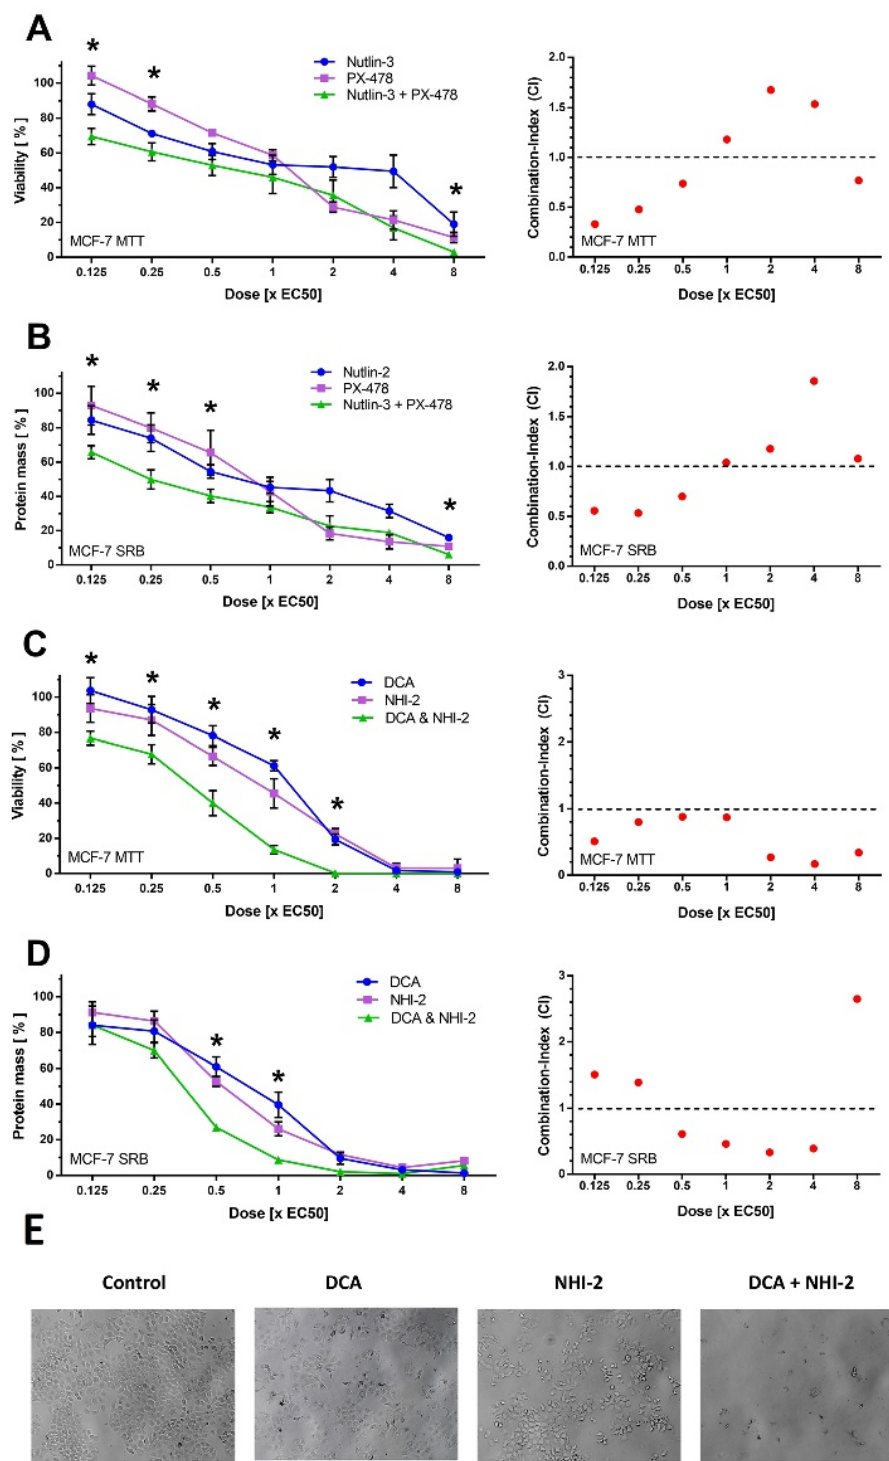 A
*
*
*
Nutlin-3
PX-478
Nutlin-3 + PX-478
Viability [ % ]
100
80
60
40
20
0
MCF-7 MTT
0.125 0.25 0.5 1 2 4 8
Dose [x EC50]
Combination-Index (CI)
2.0
1.5
1.0
0.5
0.0
MCF-7 MTT
0.125 0.25 0.5 1 2 4 8
Dose [x EC50]
B
*
*
*
*
Nutlin-2
PX-478
Nutlin-3 + PX-478
Protein mass [ % ]
100
80
60
40
20
0
MCF-7 SRB
0.125 0.25 0.5 1 2 4 8
Dose [x EC50]
Combination-Index (CI)
2.0
1.5
1.0
0.5
0.0
MCF-7 SRB
0.125 0.25 0.5 1 2 4 8
Dose [x EC50]
C
*
*
*
*
*
DCA
NHI-2
DCA & NHI-2
Viability [ % ]
100
80
60
40
20
0
MCF-7 MTT
0.125 0.25 0.5 1 2 4 8
Dose [x EC50]
Combination-Index (CI)
3
2
1
0
MCF-7 MTT
0.125 0.25 0.5 1 2 4 8
Dose [x EC50]
D
*
*
DCA
NHI-2
DCA & NHI-2
Protein mass [ % ]
100
80
60
40
20
0
MCF-7 SRB
0.125 0.25 0.5 1 2 4 8
Dose [x EC50]
Combination-Index (CI)
3
2
1
0
MCF-7 SRB
0.125 0.25 0.5 1 2 4 8
Dose [x EC50]
E
Control DCA NHI-2 DCA + NHI-2